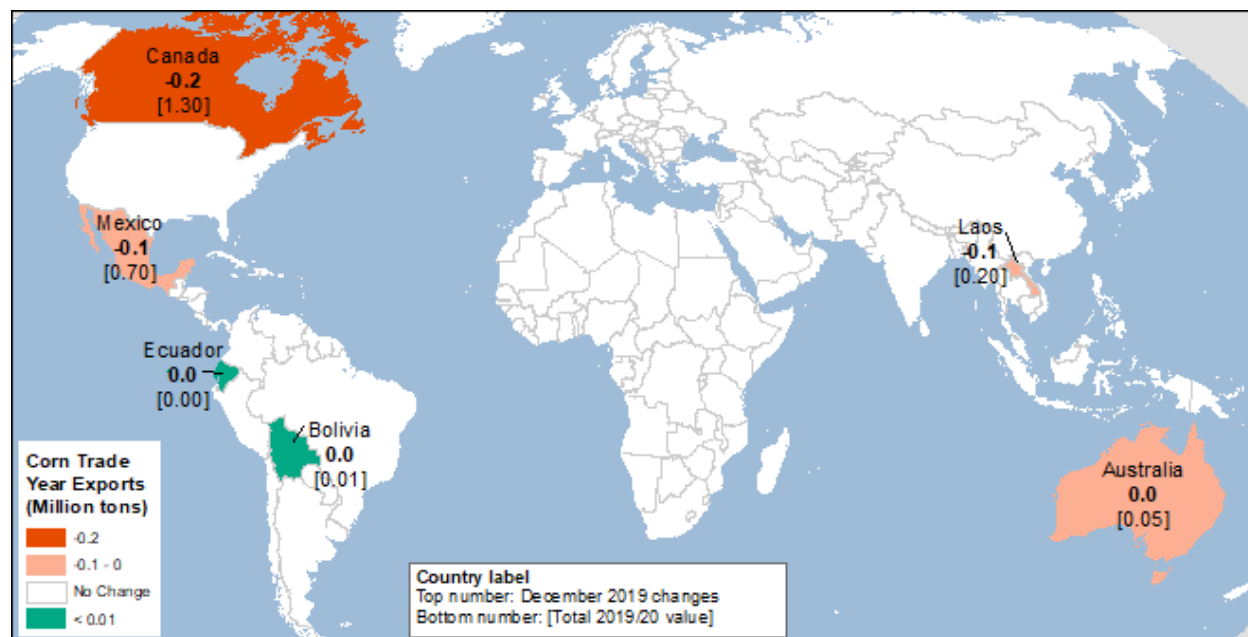 Canada
-0.2
[1.30]
Mexico
-0.1
[0.70]
Laos
-0.1
[0.20]
Ecuador
0.0
[0.00]
Bolivia
0.0
[0.01]
Australia
0.0
[0.05]
Corn Trade
Year Exports
(Million tons)
-0.2
-0.1 - 0
No Change
< 0.01
Country label
Top number: December 2019 changes
Bottom number: [Total 2019/20 value]